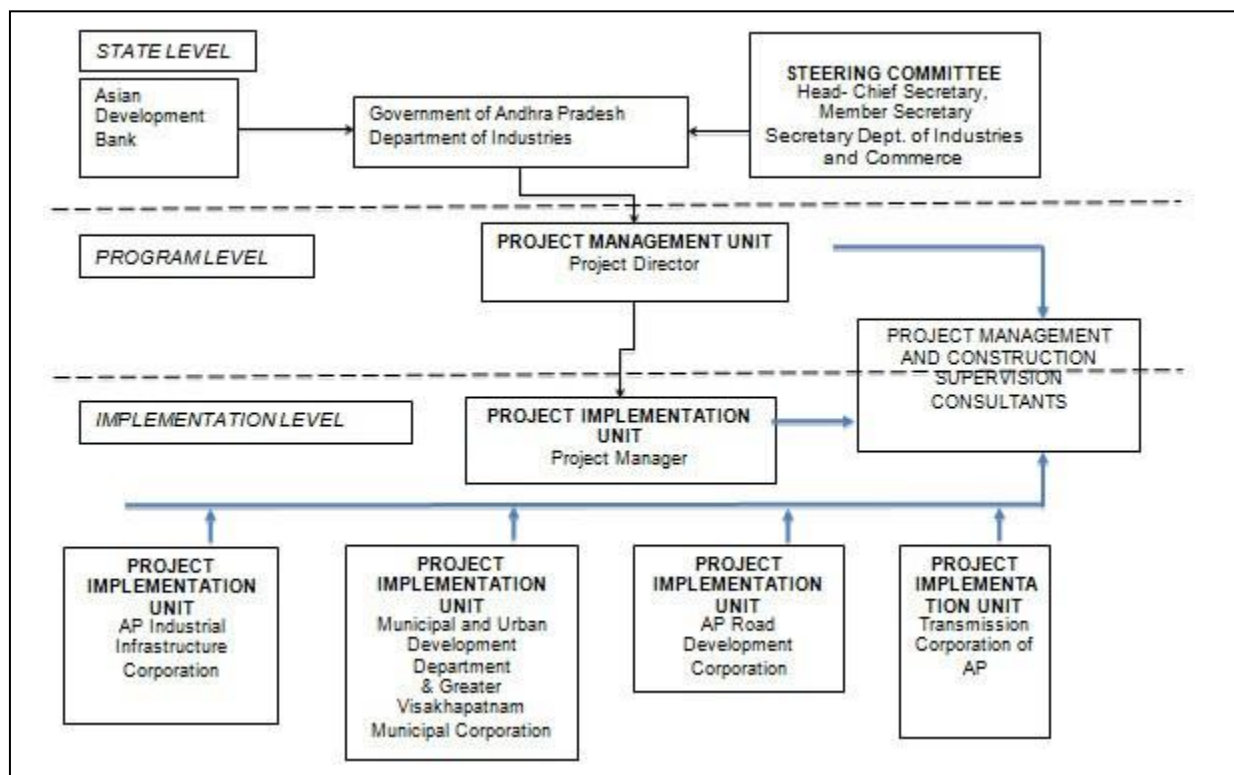 STATE LEVEL
Asian
Development
Bank
Government of Andhra Pradesh
Department of Industries
STEERING COMMITTEE
Head- Chief Secretary,
Member Secretary
Secretary Dept. of Industries
and Commerce
PROGRAM LEVEL
PROJECT MANAGEMENT UNIT
Project Director
PROJECT MANAGEMENT
AND CONSTRUCTION
SUPERVISION
CONSULTANTS
IMPLEMENTATION LEVEL
PROJECT IMPLEMENTATION
UNIT
Project Manager
PROJECT
IMPLEMENTATION
UNIT
AP Industrial
Infrastructure
Corporation
PROJECT
IMPLEMENTATION
UNIT
Municipal and Urban
Development
Department
& Greater
Visakhapatnam
Municipal Corporation
PROJECT
IMPLEMENTATION
UNIT
AP Road
Development
Corporation
PROJECT
IMPLEMENTA
TION UNIT
Transmission
Corporation of
AP